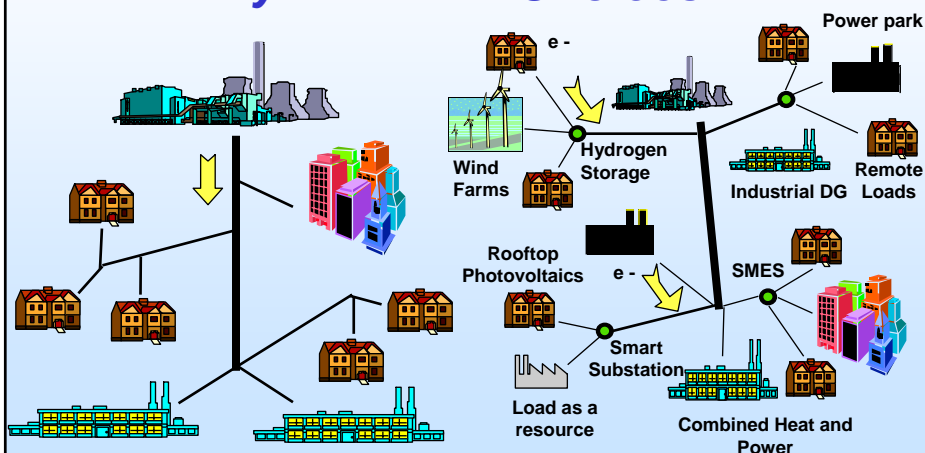 Power park
e -
Hydrogen
Storage
Wind
Farms
Industrial DG
Remote
Loads
Rooftop
Photovoltaics
e -
SMES
Smart
Substation
Load as a
resource
Combined Heat and
Power